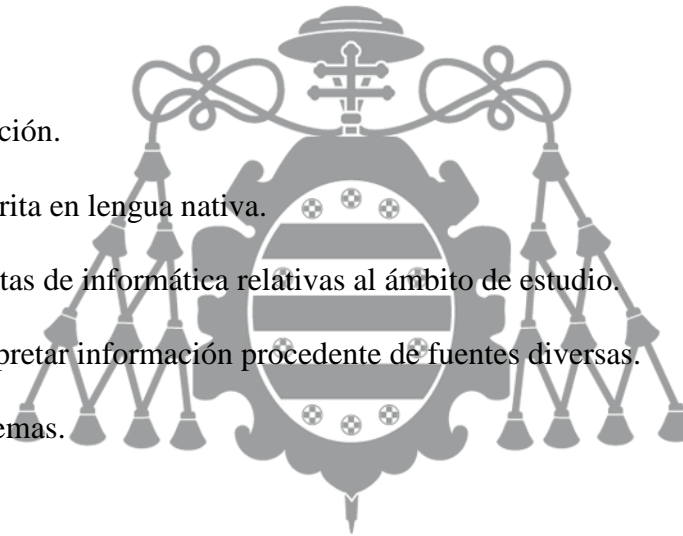 ción.
rita en lengua nativa.
tas de informática relativas al ámbito de estudio.
pretar información procedente de fuentes diversas.
emas.